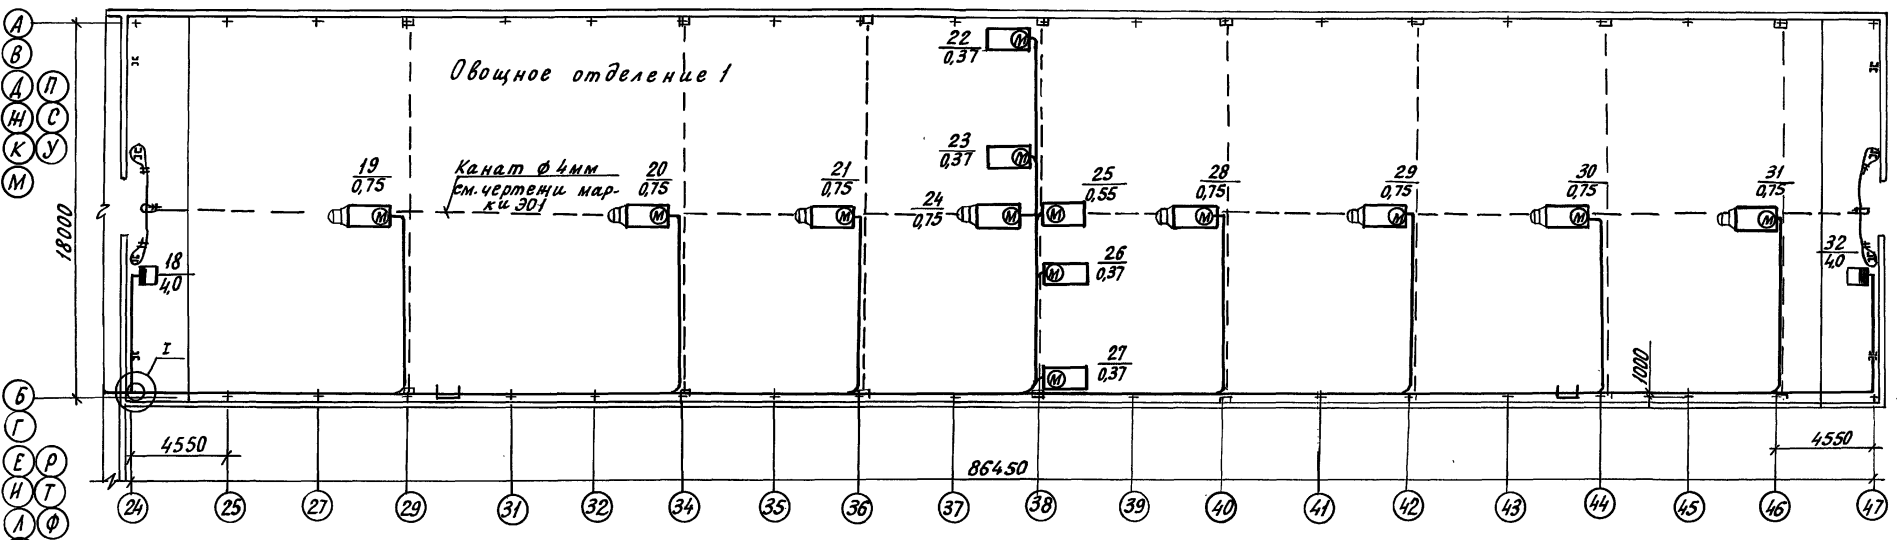 А
В
Д П
Ж С
К У
М
18000
Овощное отделение 1
22
0,37
23
0,37
19
0,75
Канат ф 4мм
см. чертежи мар-
ки ЭО1
20
0,75
21
0,75
24
0,75
25
0,55
28
0,75
29
0,75
30
0,75
31
0,75
18
4,0
26
0,37
32
4,0
27
0,37
I
1000
М
М
М
М
М
М
М
М
М
М
М
М
М
Б
Г
Е Р
И Т
Л Ф
4550
86450
4550
24 25 27 29 31 32 34 35 36 37 38 39 40 41 42 43 44 45 46 47